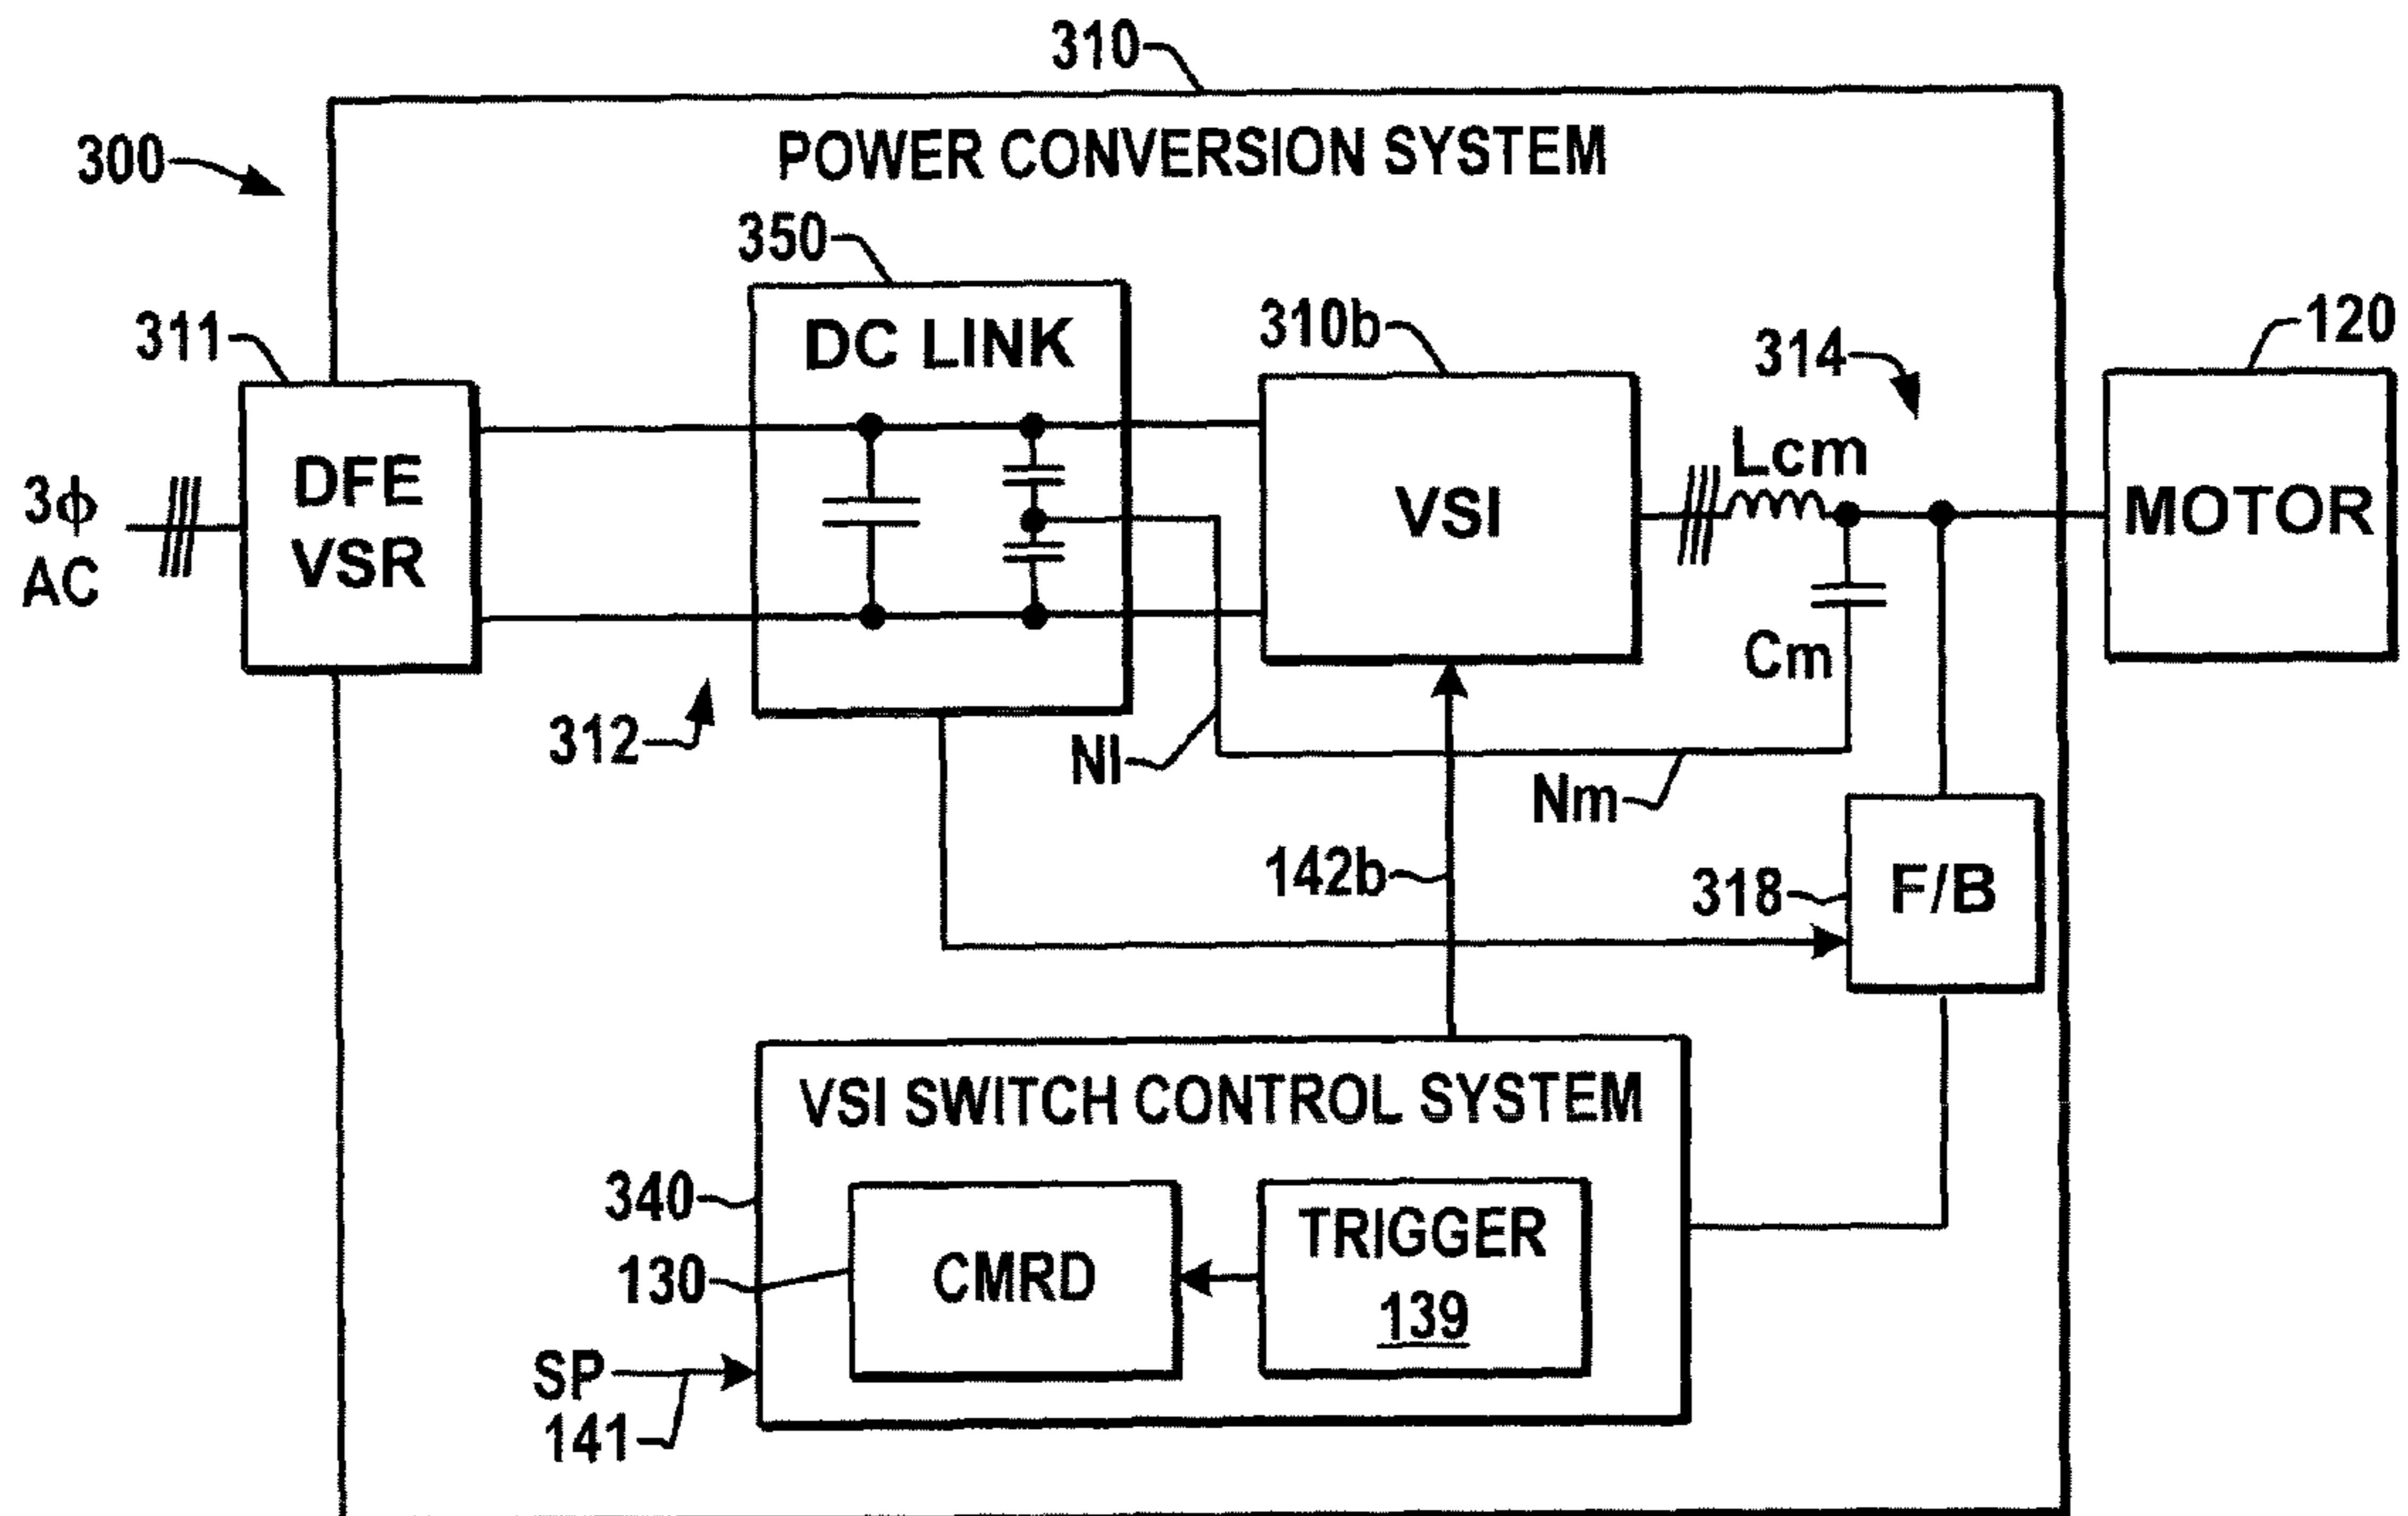 310
300
POWER CONVERSION SYSTEM
350
311
DC LINK
310b
314
120
3ϕ
AC
DFE
VSR
VSI
Lcm
MOTOR
Cm
312
NI
Nm
142b
318
F/B
VSI SWITCH CONTROL SYSTEM
340
130
CMRD
TRIGGER
139
SP
141